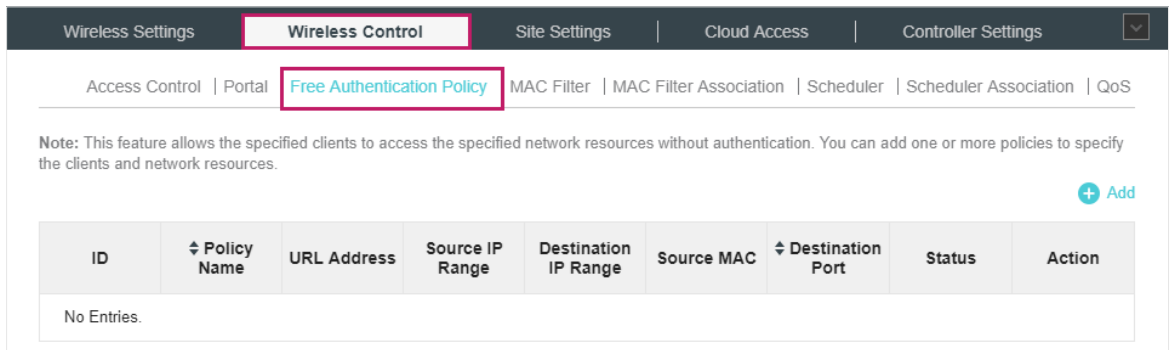 Wireless Settings Wireless Control Site Settings | Cloud Access | Controller Settings
Access Control | Portal Free Authentication Policy MAC Filter | MAC Filter Association | Scheduler | Scheduler Association | QoS
Note: This feature allows the specified clients to access the specified network resources without authentication. You can add one or more policies to specify
the clients and network resources.
Add
ID Policy Name URL Address Source IP Range Destination IP Range Source MAC Destination Port Status Action
No Entries.